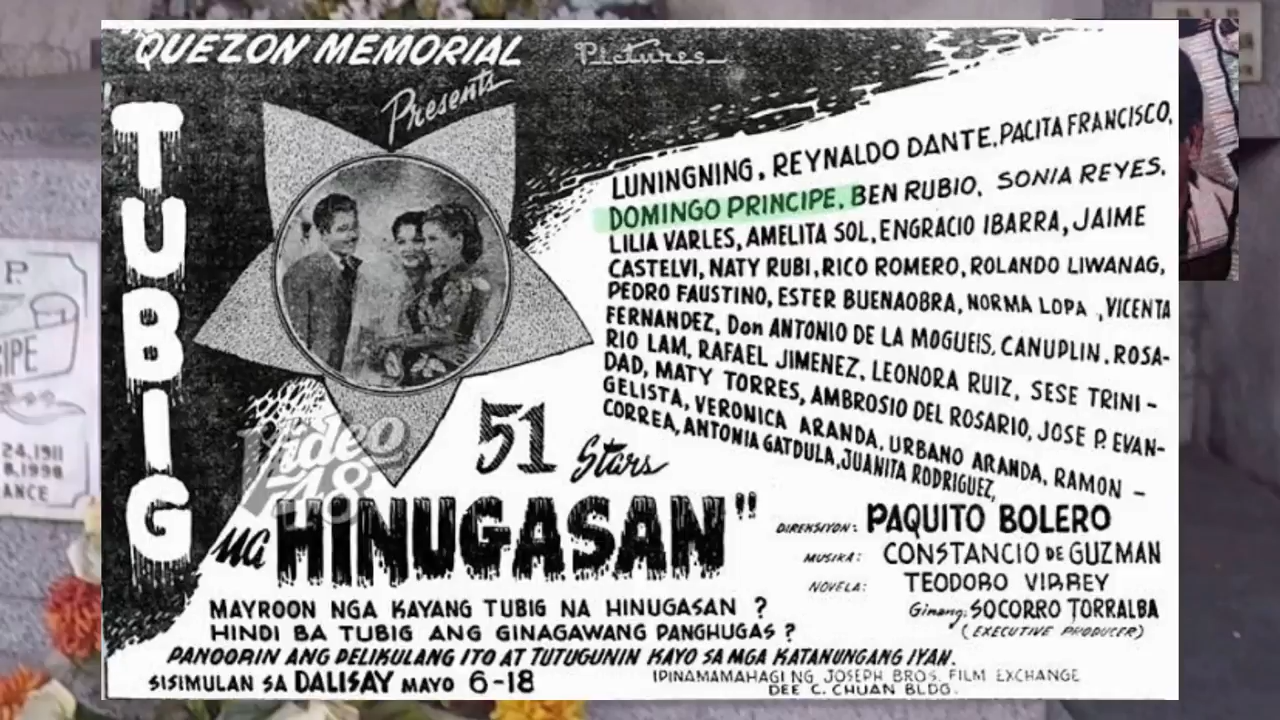 "QUEZON MEMORIAL Pictures
Presents
TUBIG
na HINUGASAN"
51 Stars
LUNINGNING, REYNALDO DANTE, PACITA FRANCISCO,
DOMINGO PRINCIPE, BEN RUBIO, SONIA REYES,
LILIA VARLES, AMELITA SOL, ENGRACIO IBARRA, JAIME
CASTELVI, NATY RUBI, RICO ROMERO, ROLANDO LIWANAG,
PEDRO FAUSTINO, ESTER BUENAOBRA, NORMA LOPA, VICENTA
FERNANDEZ, Don ANTONIO DE LA MOGUEIS, CANUPLIN, ROSA-
RIO LAM, RAFAEL JIMENEZ, LEONORA RUIZ, SESE TRINI-
DAD, MATY TORRES, AMBROSIO DEL ROSARIO, JOSE P. EVAN-
GELISTA, VERONICA ARANDA, URBANO ARANDA, RAMON -
CORREA, ANTONIA GATDULA, JUANITA RODRIGUEZ,
DIREKSIYON: PAQUITO BOLERO
MUSIKA: CONSTANCIO DE GUZMAN
NOVELA: TEODORO VIRREY
Ginang: SOCORRO TORRALBA
(EXECUTIVE PRODUCER)
MAYROON NGA KAYANG TUBIG NA HINUGASAN ?
HINDI BA TUBIG ANG GINAGAWANG PANGHUGAS ?
PANOORIN ANG PELIKULANG ITO AT TUTUGUNIN KAYO SA MGA KATANUNGANG IYAN.
SISIMULAN SA DALISAY MAYO 6-18
IPINAMAMAHAGI NG JOSEPH BROS. FILM EXCHANGE
DEE C. CHUAN BLDG.
Video 48
P.
IPE
24, 1911
8, 1998
ANCE